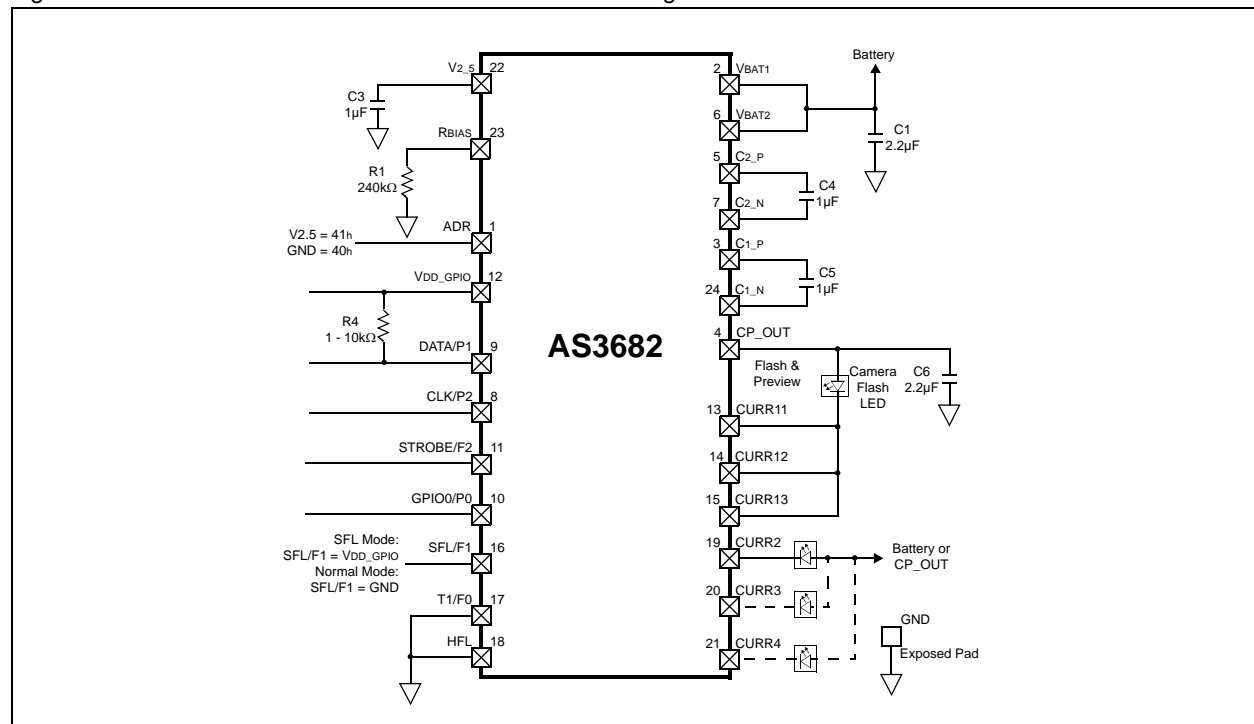 V2_5 22
C3
1µF
RBIAS 23
R1
240kΩ
ADR 1
V2.5 = 41h
GND = 40h
VDD_GPIO 12
R4
1 - 10kΩ
DATA/P1 9
CLK/P2 8
STROBE/F2 11
GPIO0/P0 10
SFL Mode:
SFL/F1 = VDD_GPIO
Normal Mode:
SFL/F1 = GND
SFL/F1 16
T1/F0 17
HFL 18
AS3682
2 VBAT1
Battery
6 VBAT2
C1
2.2µF
5 C2_P
C4
1µF
7 C2_N
3 C1_P
C5
1µF
24 C1_N
4 CP_OUT
Flash &
Preview
Camera
Flash
LED
C6
2.2µF
13 CURR11
14 CURR12
15 CURR13
19 CURR2
Battery or
CP_OUT
20 CURR3
21 CURR4
GND
Exposed Pad